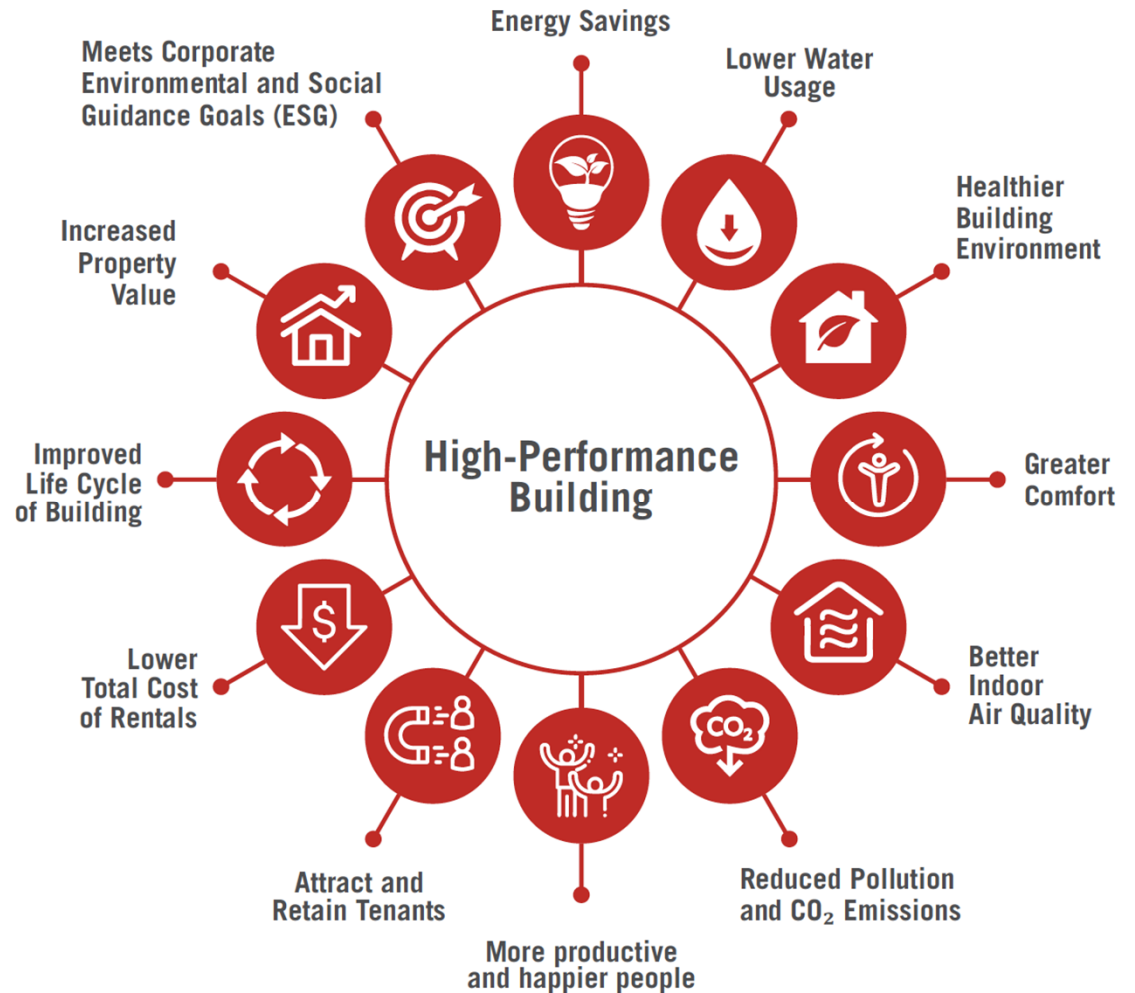 Energy Savings
Lower Water
Usage
Healthier
Building
Environment
Greater
Comfort
Better
Indoor
Air Quality
Reduced Pollution
and CO₂ Emissions
More productive
and happier people
Attract and
Retain Tenants
Lower
Total Cost
of Rentals
Improved
Life Cycle
of Building
Increased
Property
Value
Meets Corporate
Environmental and Social
Guidance Goals (ESG)
High-Performance
Building
$
CO₂